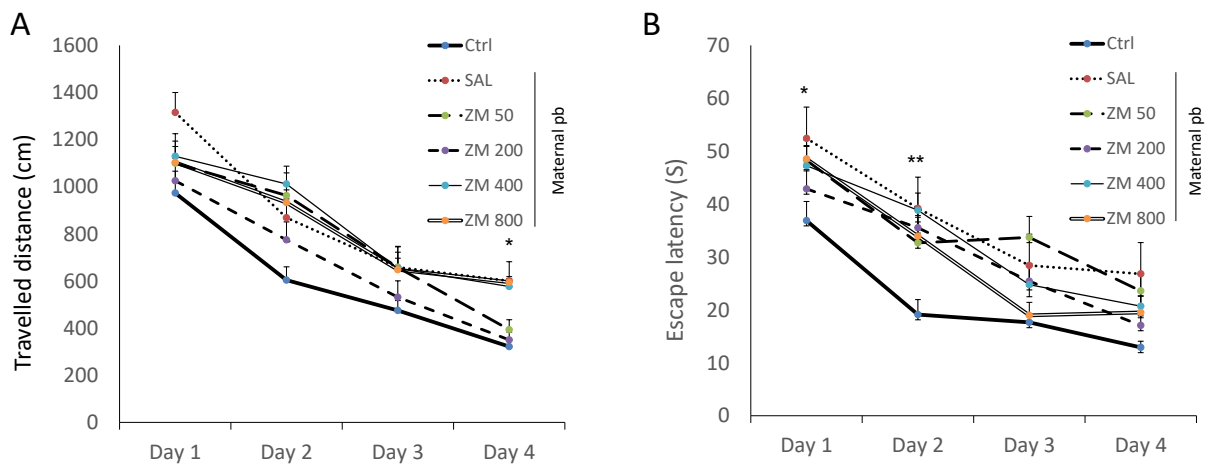 A
Travelled distance (cm)
1600
1400
1200
1000
800
600
400
200
0
Day 1 Day 2 Day 3 Day 4
Ctrl
SAL
ZM 50
ZM 200
ZM 400
ZM 800
Maternal pb
*
B
Escape latency (S)
70
60
50
40
30
20
10
0
Day 1 Day 2 Day 3 Day 4
Ctrl
SAL
ZM 50
ZM 200
ZM 400
ZM 800
Maternal pb
*
**